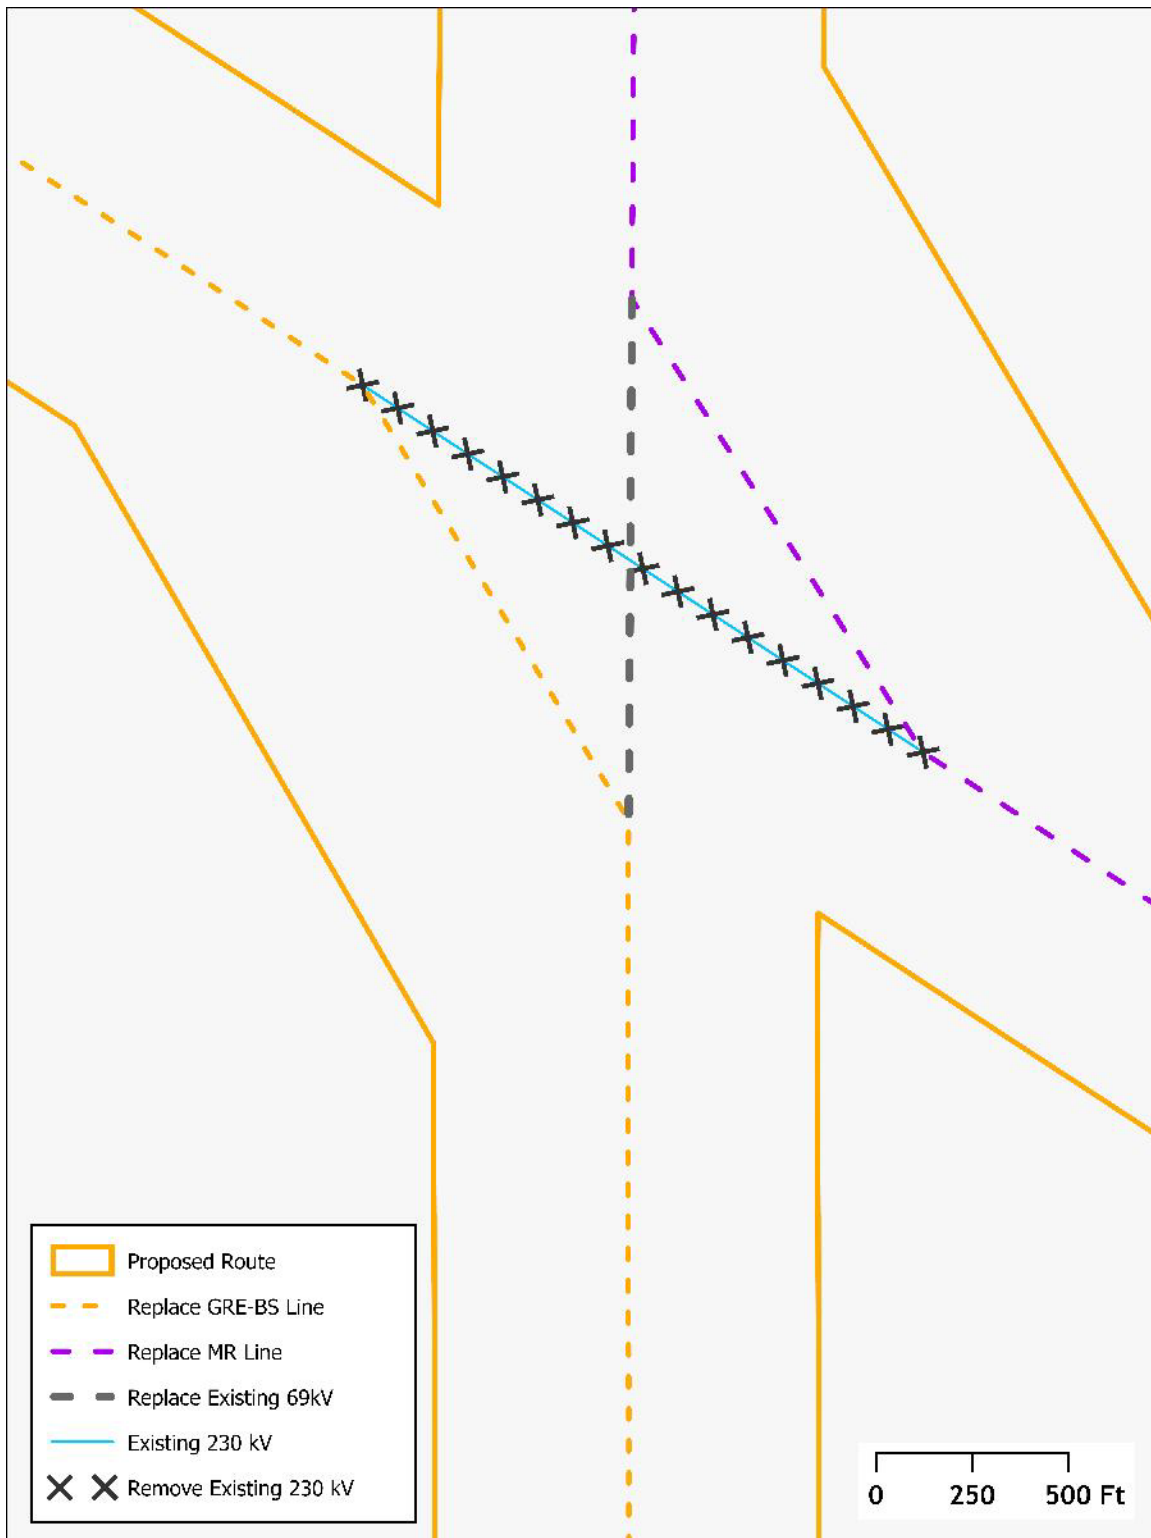 Proposed Route
Replace GRE-BS Line
Replace MR Line
Replace Existing 69kV
Existing 230 kV
Remove Existing 230 kV
0 250 500 Ft